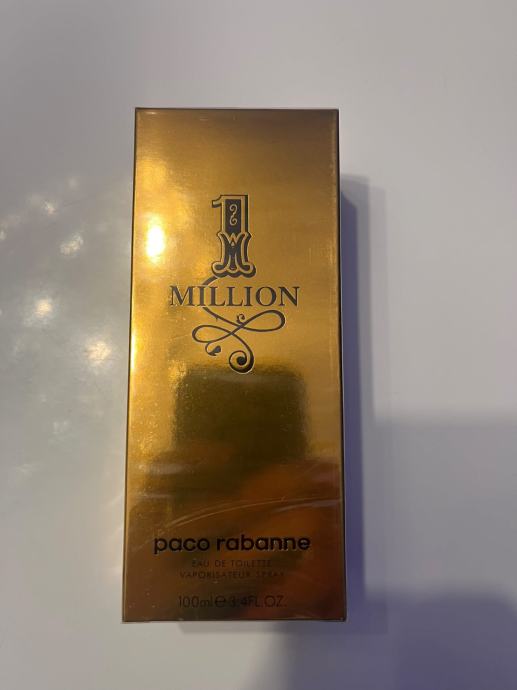 1
MILLION
paco rabanne
EAU DE TOILETTE
VAPORISATEUR SPRAY
100ml ℮ 3.4FL.OZ.